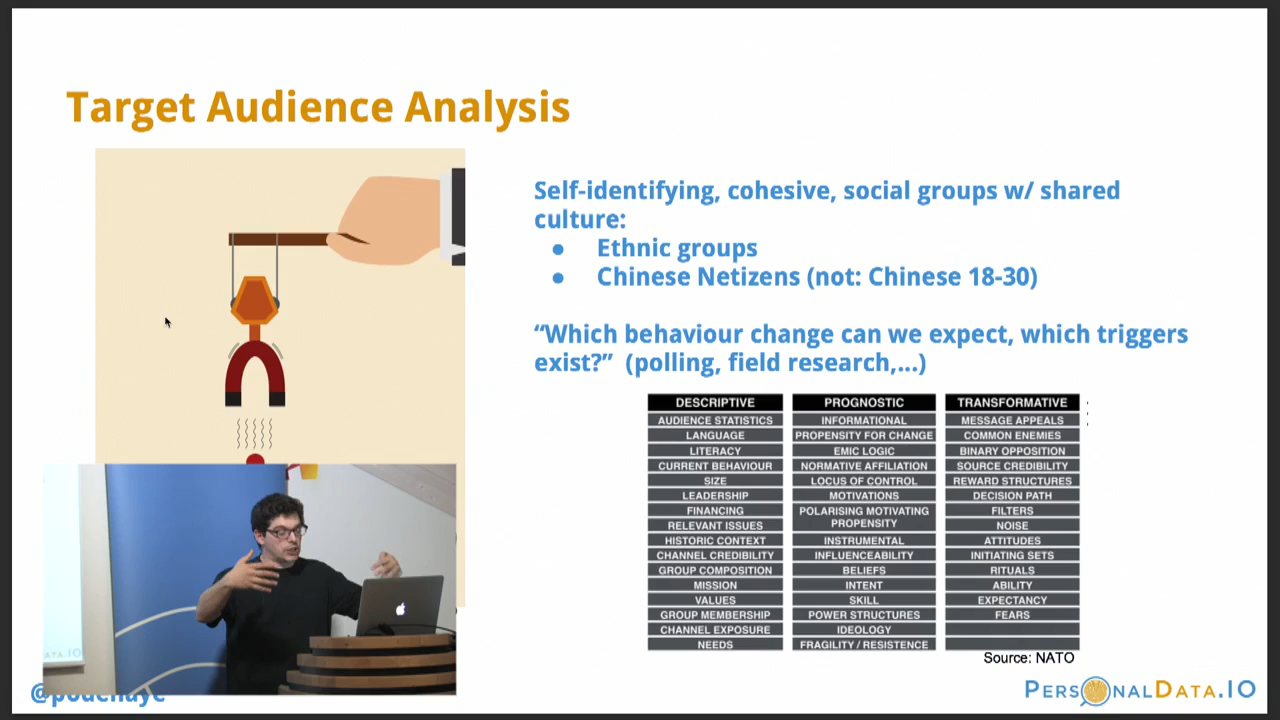 Target Audience Analysis
Self-identifying, cohesive, social groups w/ shared
culture:
● Ethnic groups
● Chinese Netizens (not: Chinese 18-30)
“Which behaviour change can we expect, which triggers
exist?” (polling, field research,...)
DESCRIPTIVE
AUDIENCE STATISTICS
LANGUAGE
LITERACY
CURRENT BEHAVIOUR
SIZE
LEADERSHIP
FINANCING
RELEVANT ISSUES
HISTORIC CONTEXT
CHANNEL CREDIBILITY
GROUP COMPOSITION
MISSION
VALUES
GROUP MEMBERSHIP
CHANNEL EXPOSURE
NEEDS
PROGNOSTIC
INFORMATIONAL
PROPENSITY FOR CHANGE
EMIC LOGIC
NORMATIVE AFFILIATION
LOCUS OF CONTROL
MOTIVATIONS
POLARISING MOTIVATING
PROPENSITY
INSTRUMENTAL
INFLUENCEABILITY
BELIEFS
INTENT
SKILL
POWER STRUCTURES
IDEOLOGY
FRAGILITY / RESISTENCE
TRANSFORMATIVE
MESSAGE APPEALS
COMMON ENEMIES
BINARY OPPOSITION
SOURCE CREDIBILITY
REWARD STRUCTURES
DECISION PATH
FILTERS
NOISE
ATTITUDES
INITIATING SETS
RITUALS
ABILITY
EXPECTANCY
FEARS
Source: NATO
PERSONALDATA.IO